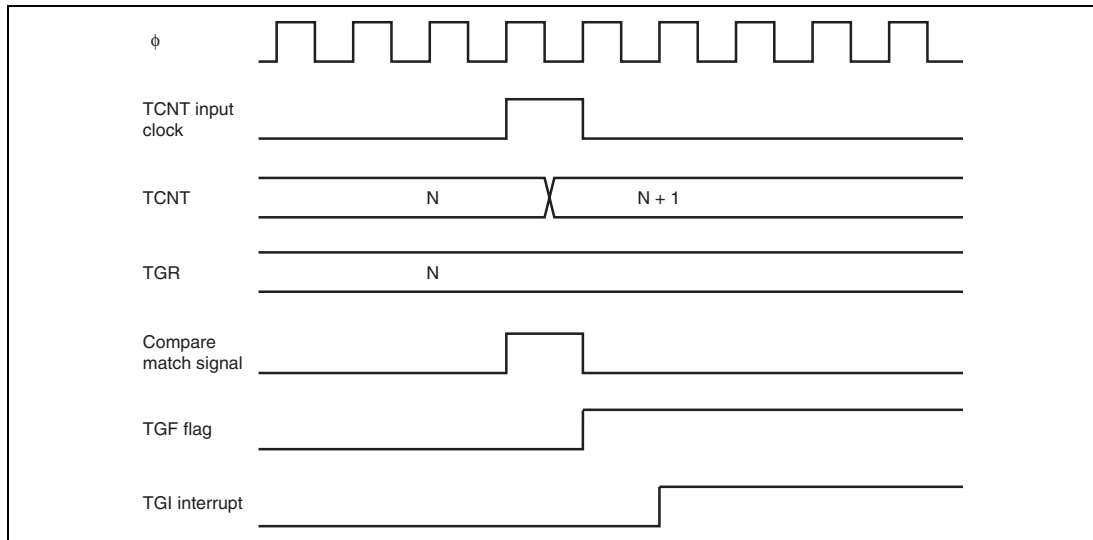 φ
TCNT input
clock
TCNT
N
N + 1
TGR
N
Compare
match signal
TGF flag
TGI interrupt